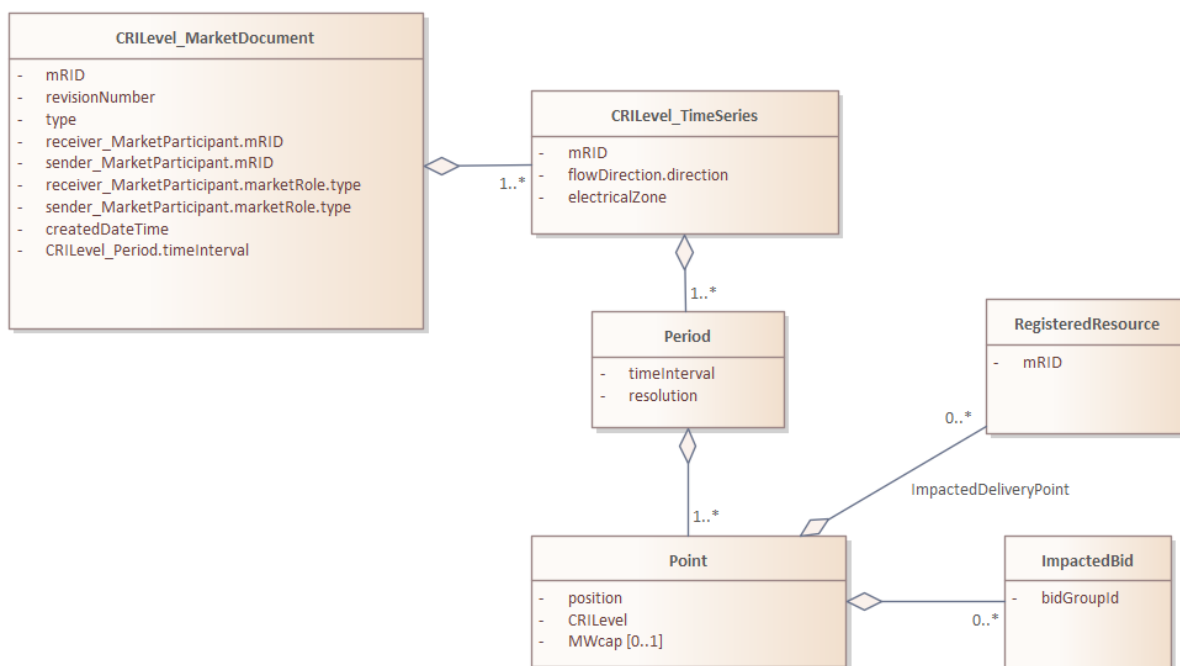 CRILevel_MarketDocument
- mRID
- revisionNumber
- type
- receiver_MarketParticipant.mRID
- sender_MarketParticipant.mRID
- receiver_MarketParticipant.marketRole.type
- sender_MarketParticipant.marketRole.type
- createdDateTime
- CRILevel_Period.timeInterval
1..*
CRILevel_TimeSeries
- mRID
- flowDirection.direction
- electricalZone
1..*
Period
- timeInterval
- resolution
1..*
RegisteredResource
- mRID
0..*
ImpactedDeliveryPoint
Point
- position
- CRILevel
- MWcap [0..1]
0..*
ImpactedBid
- bidGroupId